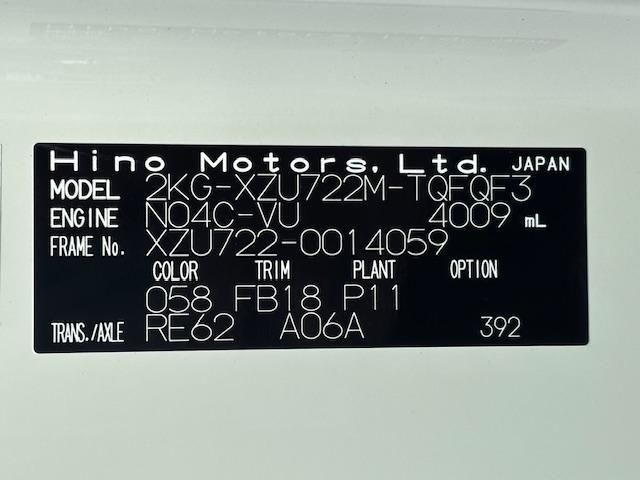 Hino Motors, Ltd. JAPAN
MODEL 2KG-XZU722M-TQFQF3
ENGINE N04C-VU 4009 mL
FRAME No. XZU722-0014059
COLOR TRIM PLANT OPTION
058 FB18 P11
TRANS./AXLE RE62 A06A 392